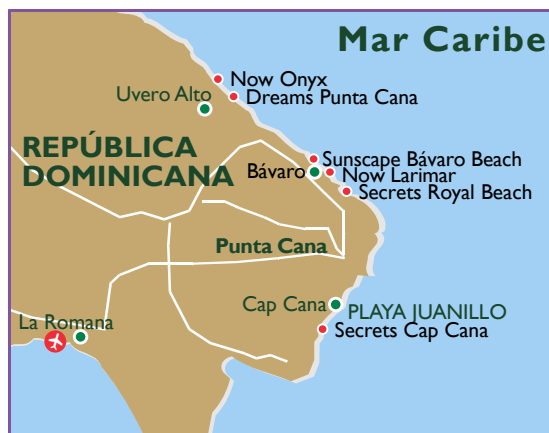 Mar Caribe
Now Onyx
Uvero Alto
Dreams Punta Cana
REPÚBLICA
DOMINICANA
Sunscape Bávaro Beach
Bávaro
Now Larimar
Secrets Royal Beach
Punta Cana
Cap Cana
PLAYA JUANILLO
La Romana
Secrets Cap Cana